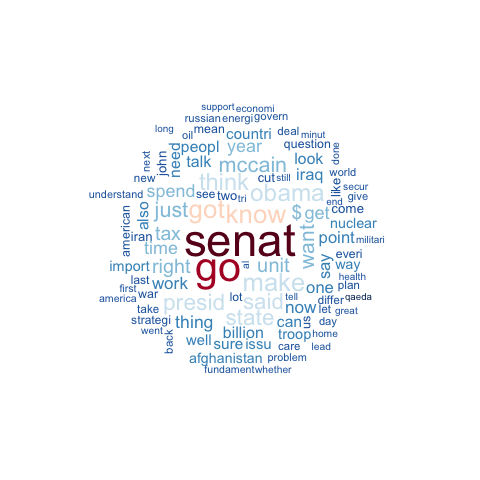 support economi
russian energi govern
long oil mean countri deal minut
peopl year question done
next john need talk mccain look iraq
new think cut still like world
understand spend see two tri obama end secur give
american also just got know $ get come nuclear
iran time senat want point militari
import right go al unit say everi way
last work make one differ health
first war presid said now plan qaeda
america take lot state tell can us let great
strategi thing billion troop day
went back well sure issu care home
afghanistan problem lead
fundament whether
tax